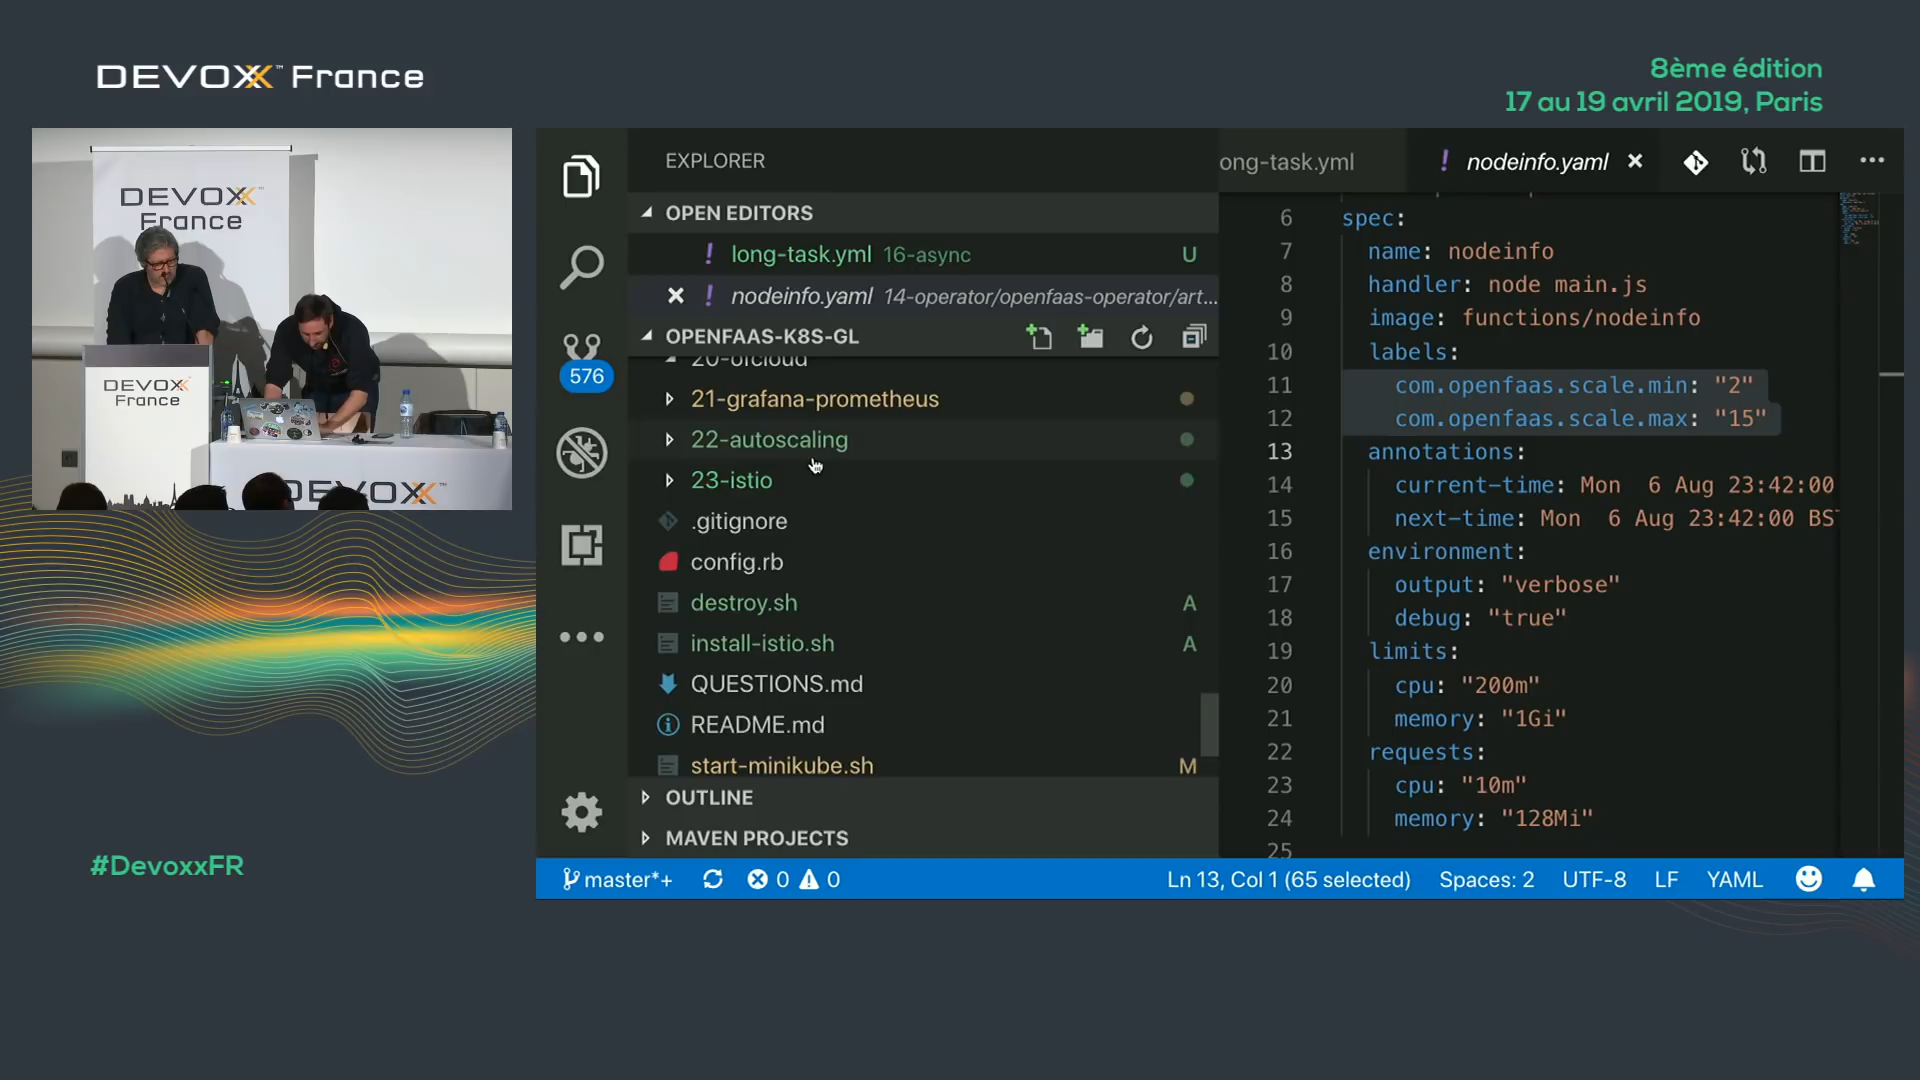 DEVOXX™ France
8ème édition
17 au 19 avril 2019, Paris
DEVOXX™
France
DEVOXX
France
DEVOXX
EXPLORER
OPEN EDITORS
! long-task.yml 16-async U
! nodeinfo.yaml 14-operator/openfaas-operator/art...
OPENFAAS-K8S-GL
20-ofcloud
21-grafana-prometheus
22-autoscaling
23-istio
.gitignore
config.rb
destroy.sh A
install-istio.sh A
QUESTIONS.md
README.md
start-minikube.sh M
OUTLINE
MAVEN PROJECTS
576
ong-task.yml
! nodeinfo.yaml
6 spec:
7 name: nodeinfo
8 handler: node main.js
9 image: functions/nodeinfo
10 labels:
11 com.openfaas.scale.min: "2"
12 com.openfaas.scale.max: "15"
13 annotations:
14 current-time: Mon 6 Aug 23:42:00
15 next-time: Mon 6 Aug 23:42:00 BST
16 environment:
17 output: "verbose"
18 debug: "true"
19 limits:
20 cpu: "200m"
21 memory: "1Gi"
22 requests:
23 cpu: "10m"
24 memory: "128Mi"
25
master*+ 0 0 Ln 13, Col 1 (65 selected) Spaces: 2 UTF-8 LF YAML
#DevoxxFR